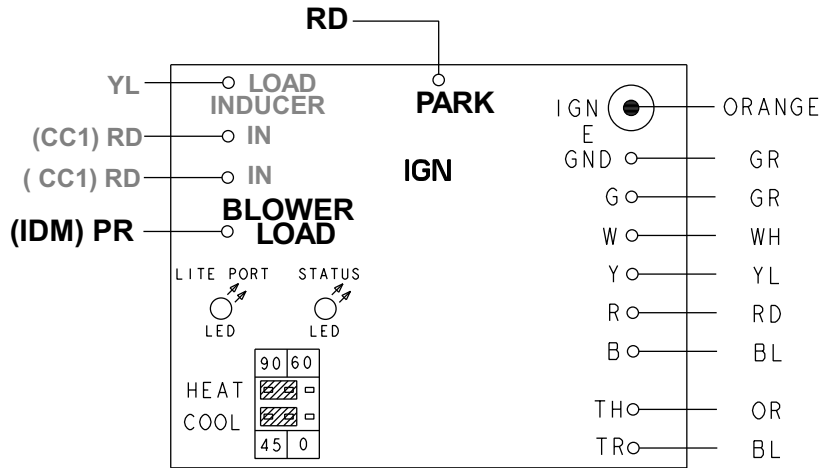 RD
YL LOAD
INDUCER
PARK
IGN
E
ORANGE
(CC1) RD IN
GND GR
( CC1) RD IN
IGN
G GR
(IDM) PR BLOWER
LOAD
W WH
LITE PORT
LED
STATUS
LED
Y YL
R RD
B BL
90 60
HEAT
COOL
45 0
TH OR
TR BL